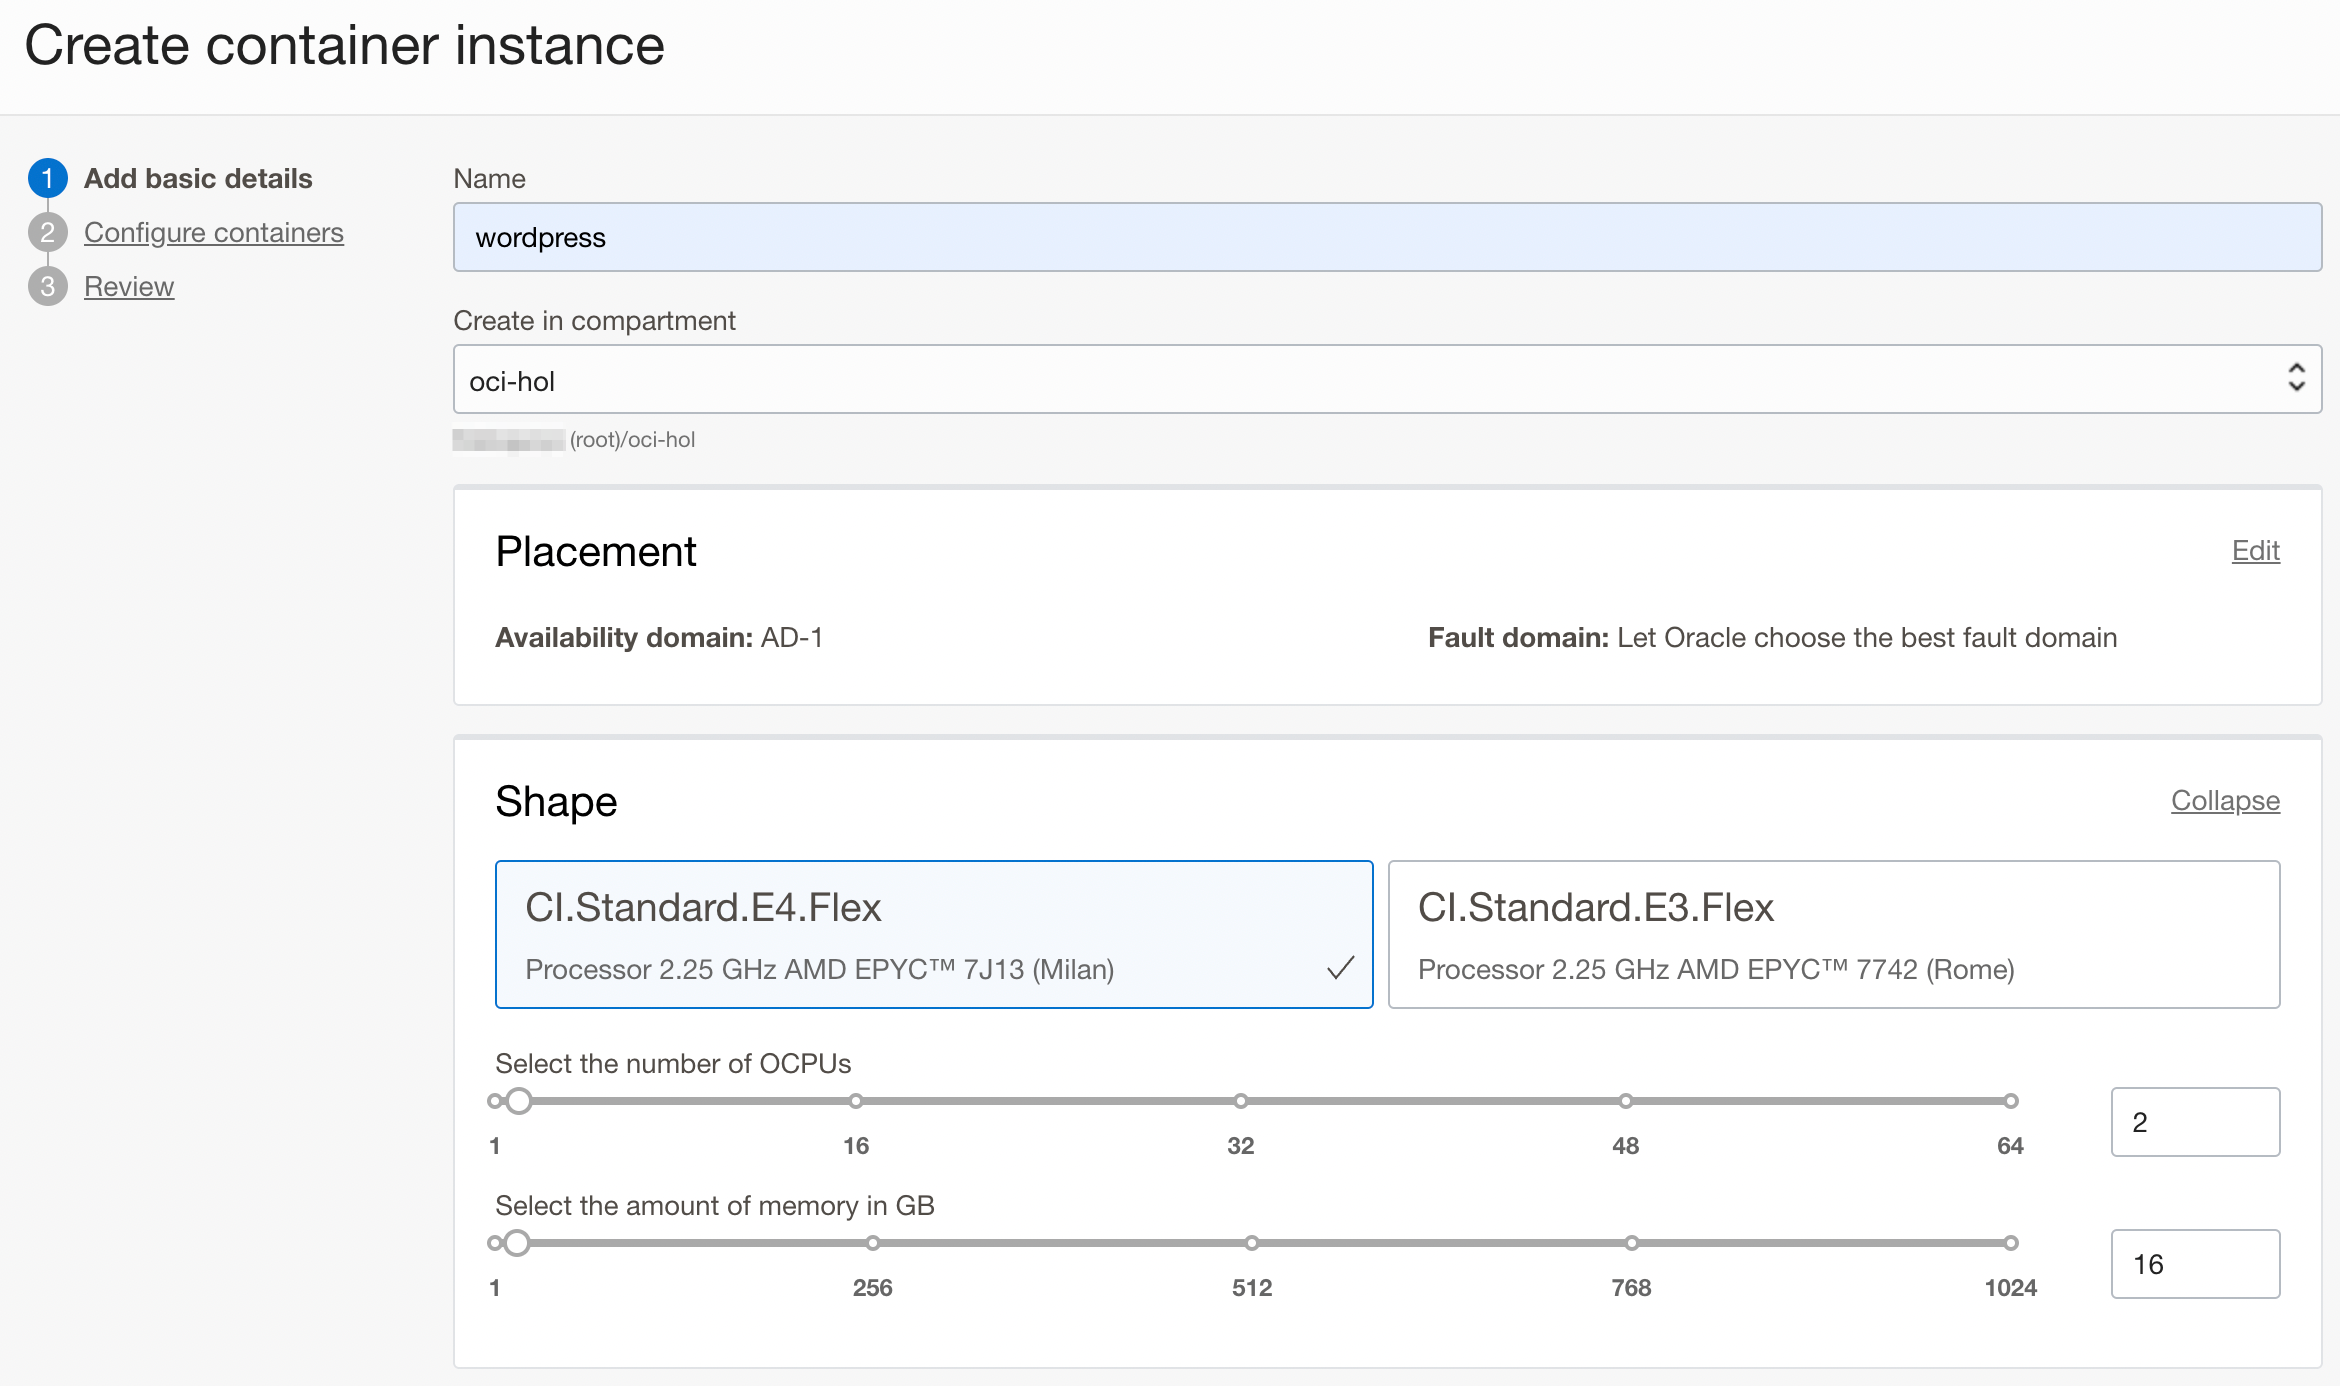 Create container instance
1 Add basic details
2 Configure containers
3 Review
Name
wordpress
Create in compartment
oci-hol
(root)/oci-hol
Placement
Edit
Availability domain: AD-1
Fault domain: Let Oracle choose the best fault domain
Shape
Collapse
CI.Standard.E4.Flex
Processor 2.25 GHz AMD EPYC™ 7J13 (Milan)
CI.Standard.E3.Flex
Processor 2.25 GHz AMD EPYC™ 7742 (Rome)
Select the number of OCPUs
1 16 32 48 64
2
Select the amount of memory in GB
1 256 512 768 1024
16